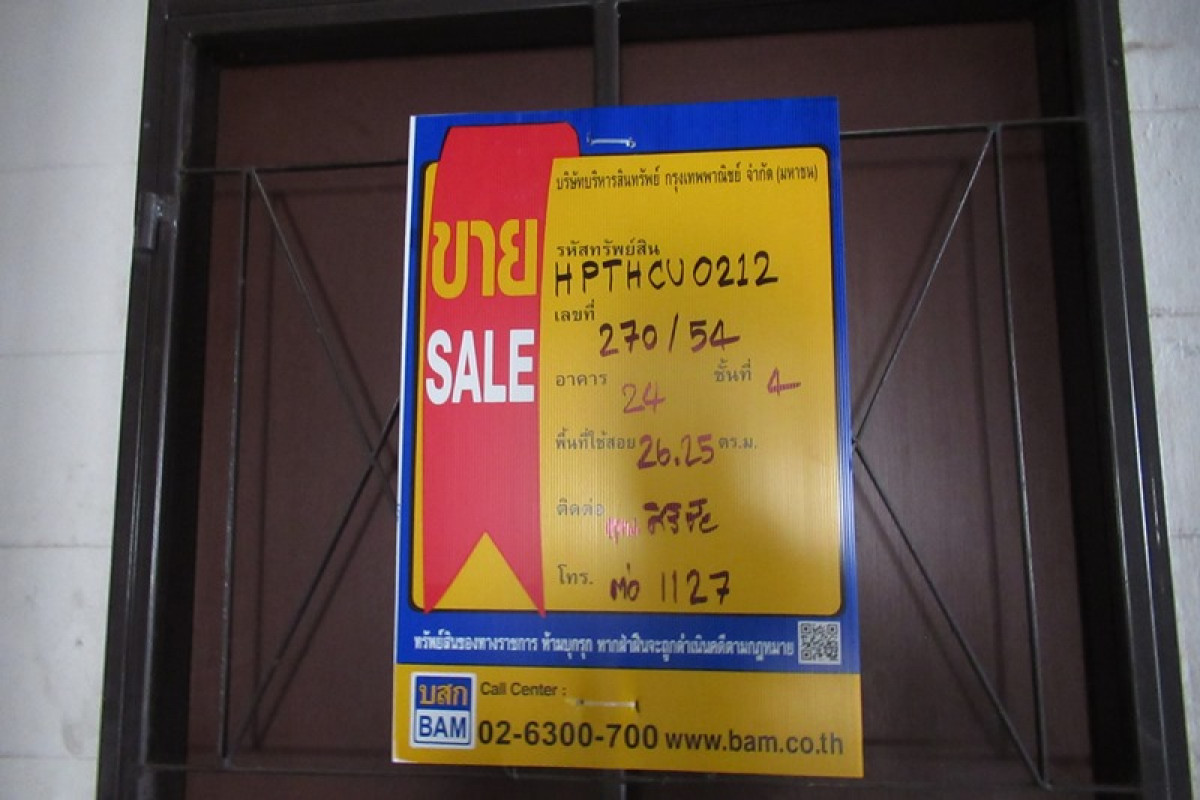 บริษัทบริหารสินทรัพย์ กรุงเทพพาณิชย์ จำกัด (มหาชน)
ขาย
SALE
รหัสทรัพย์สิน
HPTHCU0212
เลขที่
270/54
อาคาร 24 ชั้นที่ 4
พื้นที่ใช้สอย 26.25 ตร.ม.
ติดต่อ
โทร. ต่อ 1127
ทรัพย์สินของทางราชการ ห้ามบุกรุก หากฝ่าฝืนจะถูกดำเนินคดีตามกฎหมาย
บสก
BAM
Call Center :
02-6300-700 www.bam.co.th